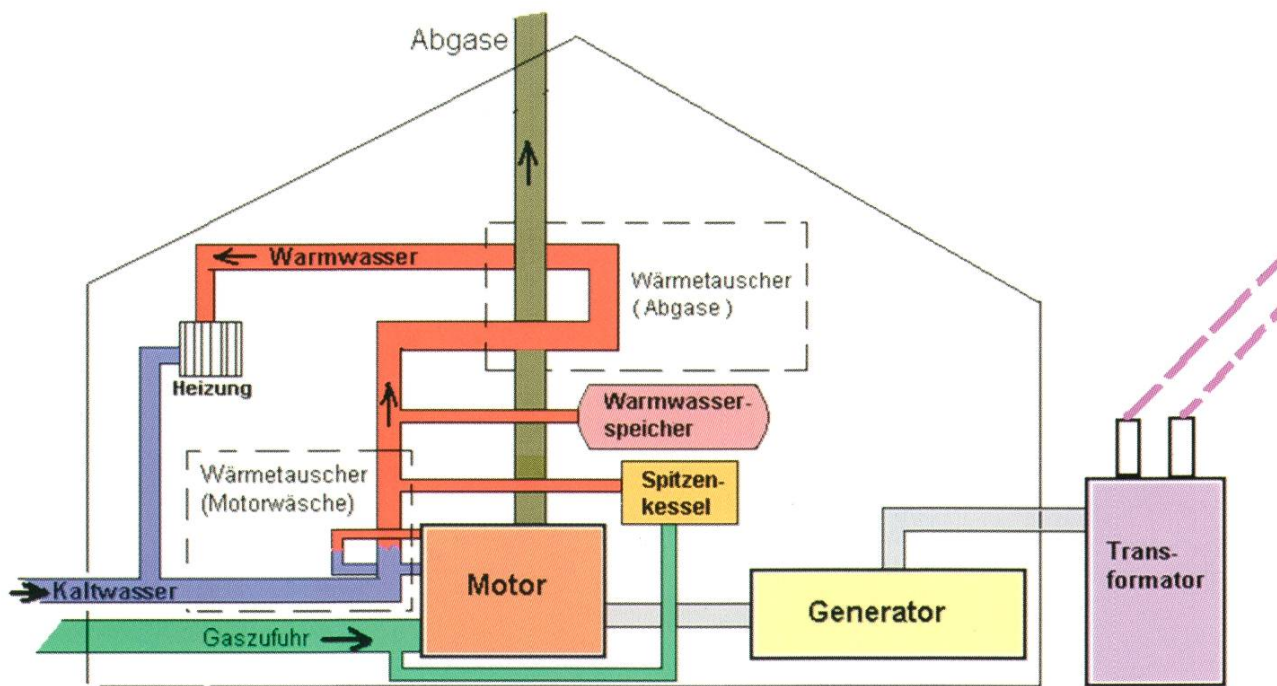 Abgase
Warmwasser
Wärmetauscher
(Abgase )
Heizung
Warmwasser-
speicher
Wärmetauscher
(Motorwäsche)
Spitzen-
kessel
Motor
Generator
Trans-
formator
Kaltwasser
Gaszufuhr